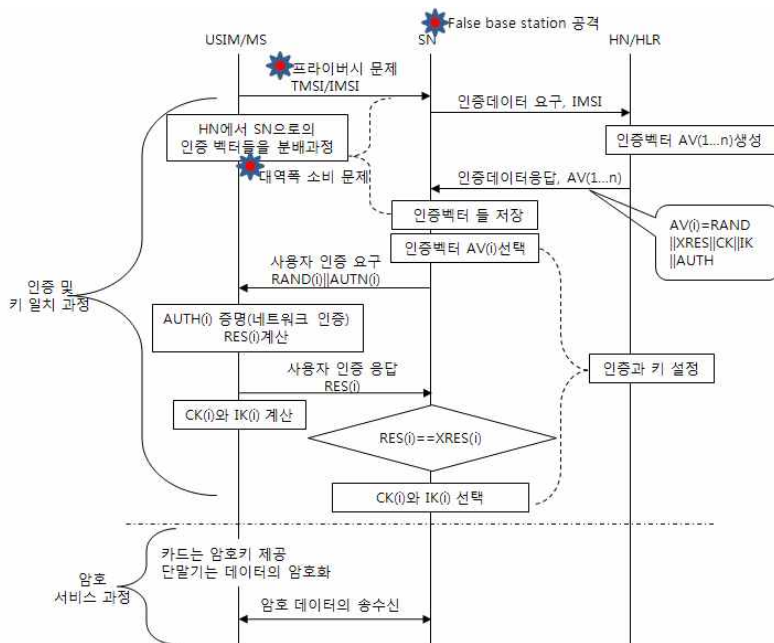 False base station 공격
USIM/MS
SN
HN/HLR
프라이버시 문제
TMSI/IMSI
인증데이터 요구, IMSI
HN에서 SN으로의
인증 벡터들을 분배과정
인증벡터 AV(1...n)생성
대역폭 소비 문제
인증데이터응답, AV(1...n)
인증벡터 들 저장
AV(i)=RAND
||XRES||CK||IK
||AUTH
인증벡터 AV(i)선택
사용자 인증 요구
RAND(i)||AUTN(i)
인증 및
키 일치 과정
AUTH(i) 증명(네트워크 인증)
RES(i)계산
사용자 인증 응답
RES(i)
인증과 키 설정
CK(i)와 IK(i) 계산
RES(i)==XRES(i)
CK(i)와 IK(i) 선택
카드는 암호키 제공
단말기는 데이터의 암호화
암호
서비스 과정
암호 데이터의 송수신